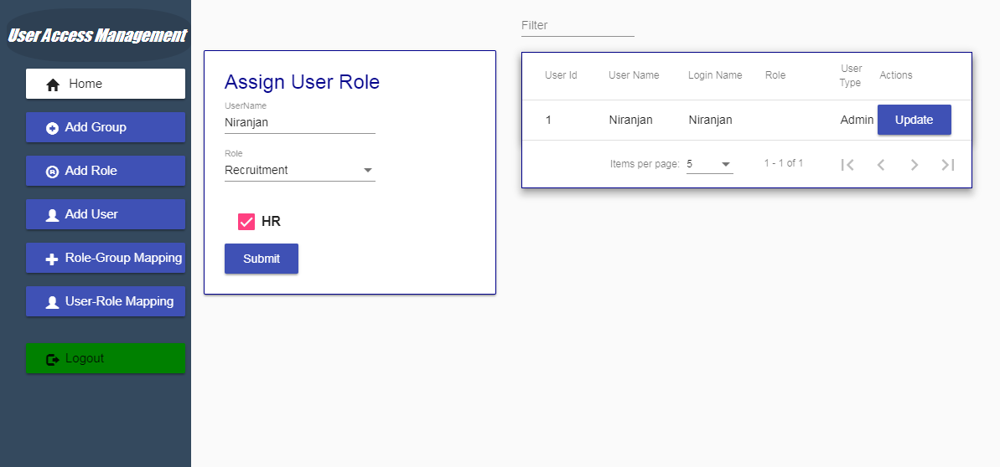 User Access Management
Home
Add Group
Add Role
Add User
Role-Group Mapping
User-Role Mapping
Logout
Assign User Role
UserName
Niranjan
Role
Recruitment
HR
Submit
Filter
User Id User Name Login Name Role User Type Actions
1 Niranjan Niranjan Admin Update
Items per page: 5 1 - 1 of 1